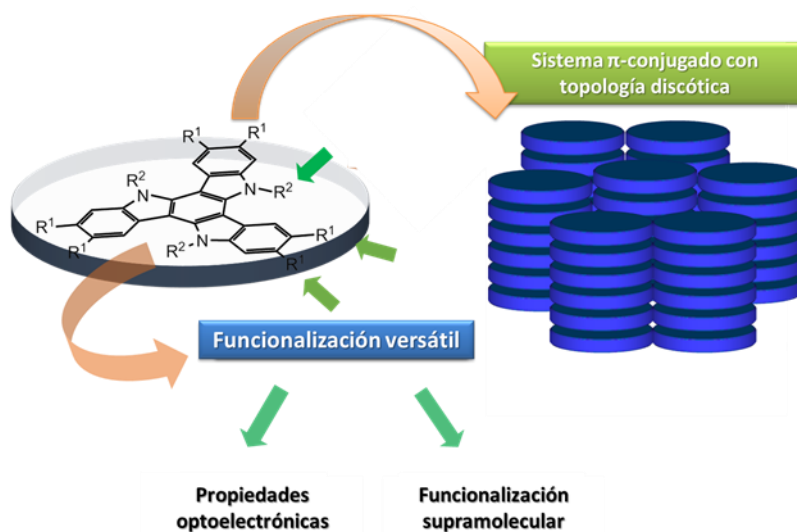 Sistema π-conjugado con
topología discótica
R¹
R¹
R²
N
N
R²
R¹
R¹
N
R²
R¹
R¹
Funcionalización versátil
Propiedades
optoelectrónicas
Funcionalización
supramolecular